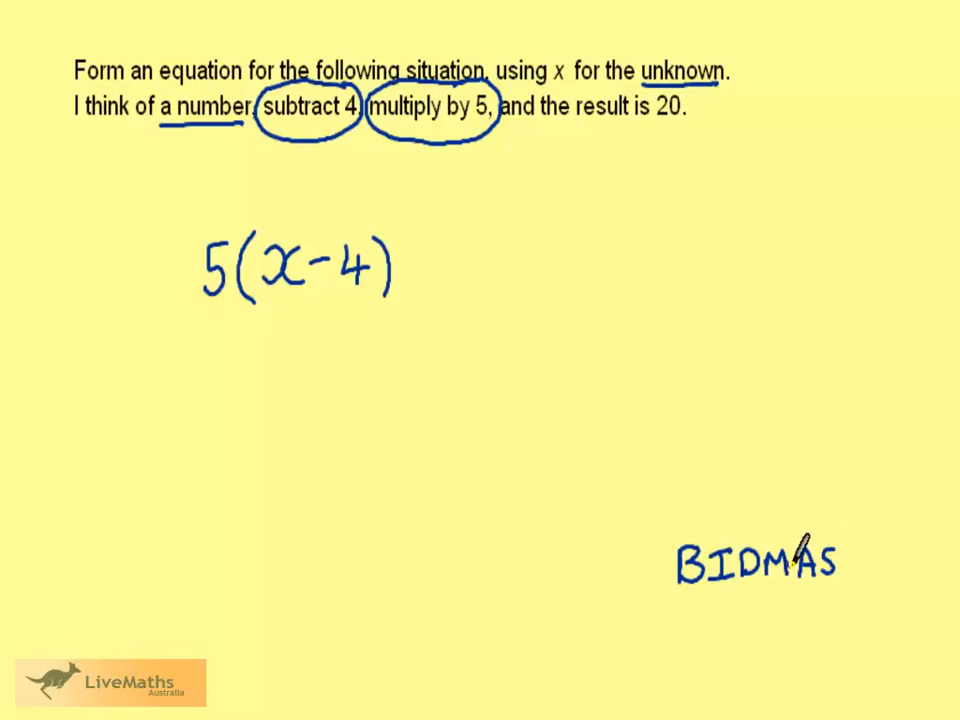 Form an equation for the following situation, using x for the unknown.
I think of a number, subtract 4, multiply by 5, and the result is 20.
5(x-4)
BIDMAS
LiveMaths
Australia